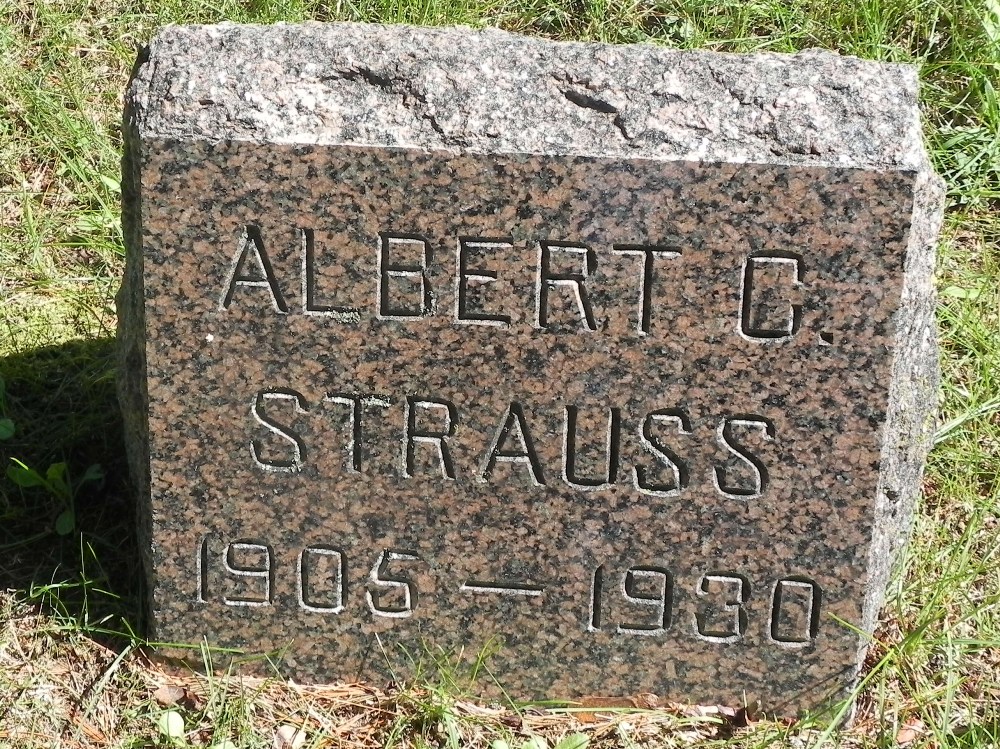 ALBERT C.
STRAUSS
1905 — 1930